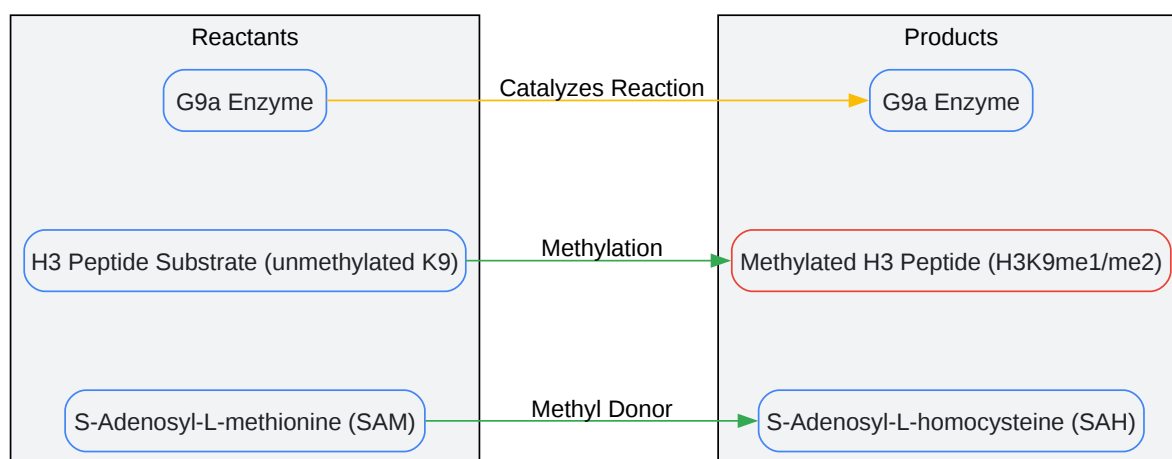 Reactants
Products
G9a Enzyme
Catalyzes Reaction
G9a Enzyme
H3 Peptide Substrate (unmethylated K9)
Methylation
Methylated H3 Peptide (H3K9me1/me2)
S-Adenosyl-L-methionine (SAM)
Methyl Donor
S-Adenosyl-L-homocysteine (SAH)